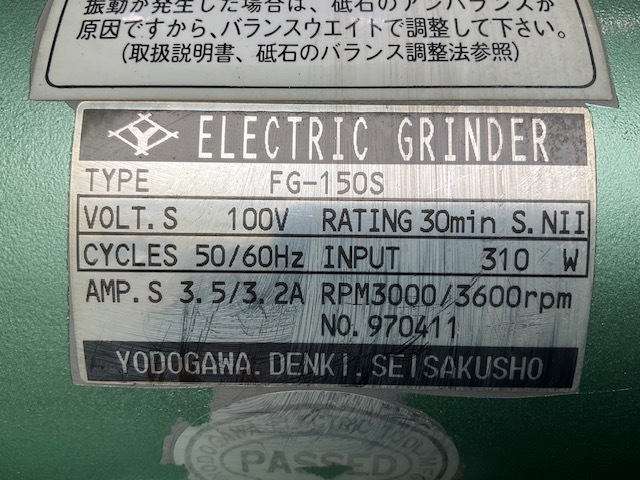 振動が発生した場合は、砥石のアンバランスが
原因ですから、バランスウエイトで調整して下さい。
(取扱説明書、砥石のバランス調整法参照)
ELECTRIC GRINDER
TYPE FG-150S
VOLT.S 100V RATING 30min S.NII
CYCLES 50/60Hz INPUT 310 W
AMP.S 3.5/3.2A RPM3000/3600rpm
NO.970411
YODOGAWA.DENKI.SEISAKUSHO
YODOGAWA ELECTRIC
PASSED